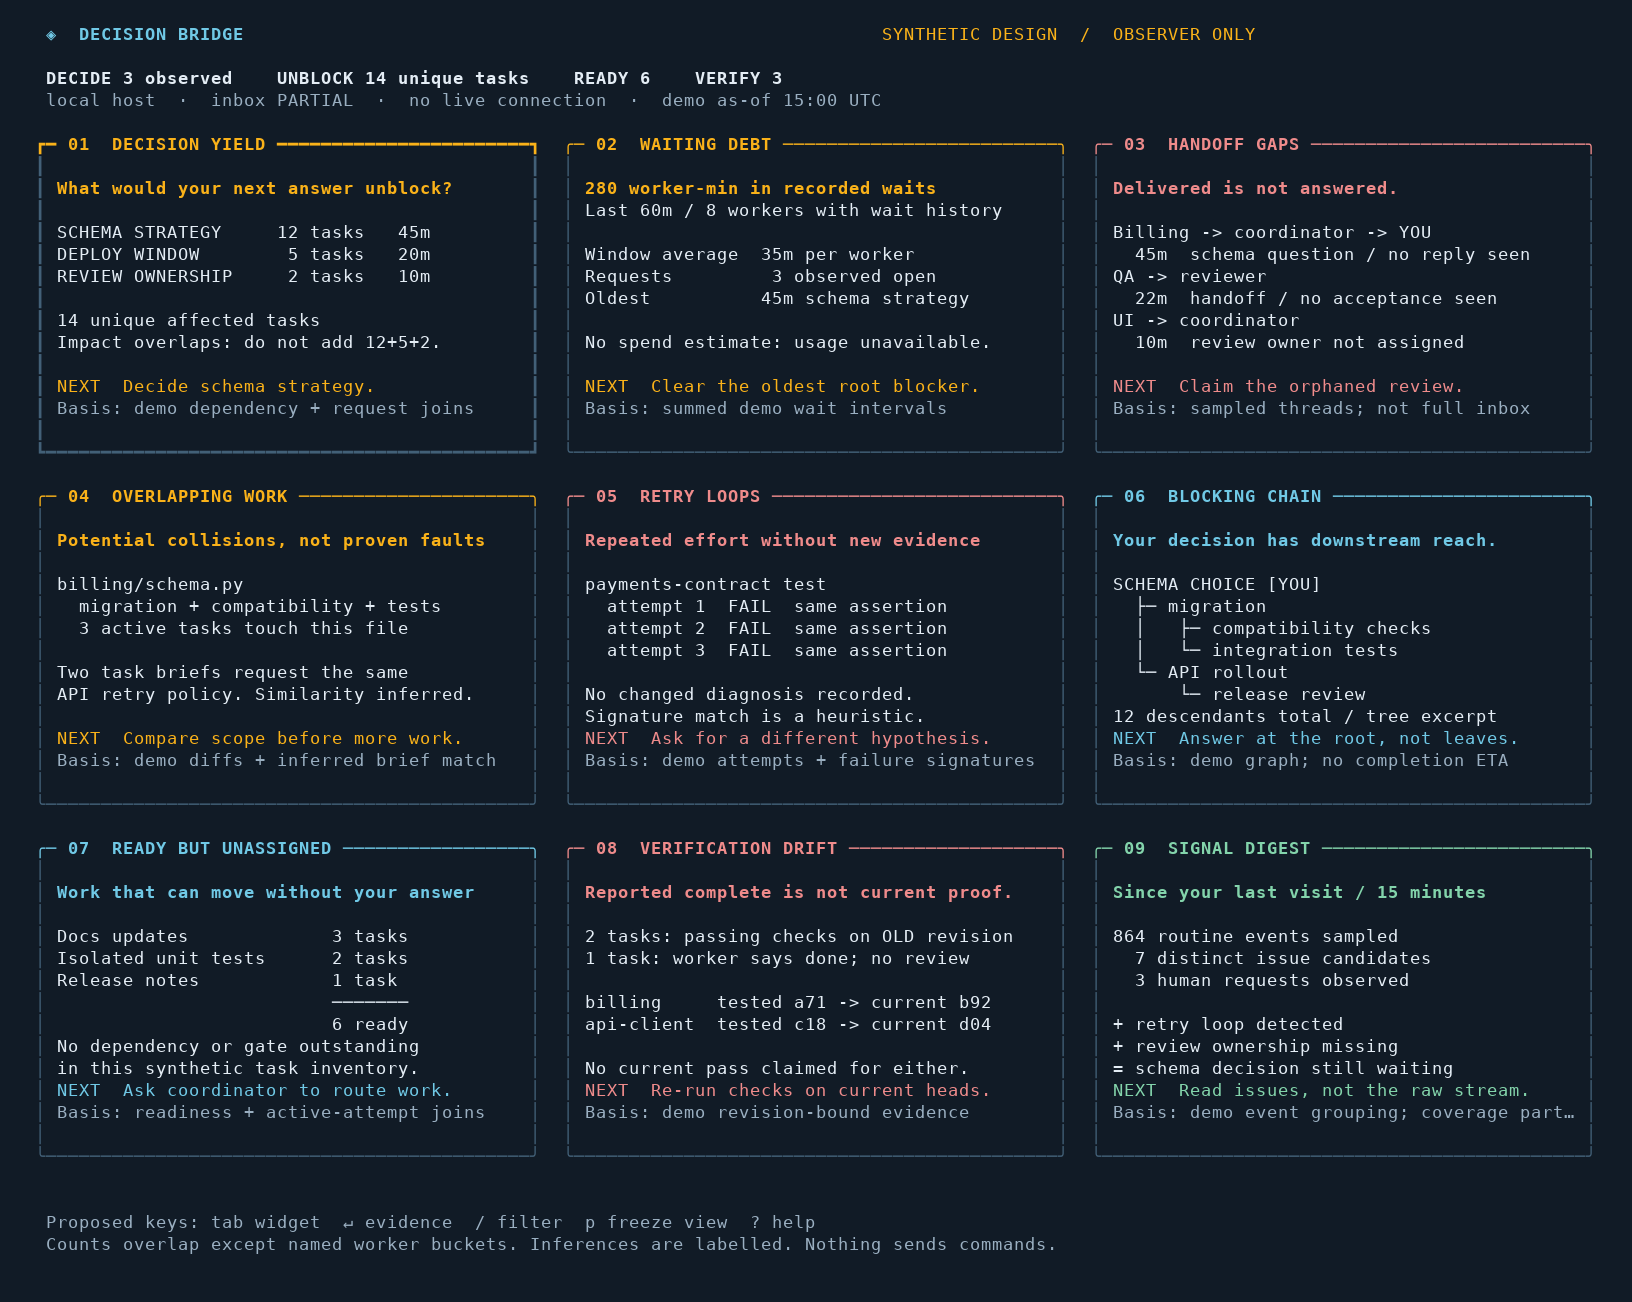 ◈ DECISION BRIDGE
SYNTHETIC DESIGN / OBSERVER ONLY
DECIDE 3 observed UNBLOCK 14 unique tasks READY 6 VERIFY 3
local host · inbox PARTIAL · no live connection · demo as-of 15:00 UTC
01 DECISION YIELD
What would your next answer unblock?
SCHEMA STRATEGY 12 tasks 45m
DEPLOY WINDOW 5 tasks 20m
REVIEW OWNERSHIP 2 tasks 10m
14 unique affected tasks
Impact overlaps: do not add 12+5+2.
NEXT Decide schema strategy.
Basis: demo dependency + request joins
02 WAITING DEBT
280 worker-min in recorded waits
Last 60m / 8 workers with wait history
Window average 35m per worker
Requests 3 observed open
Oldest 45m schema strategy
No spend estimate: usage unavailable.
NEXT Clear the oldest root blocker.
Basis: summed demo wait intervals
03 HANDOFF GAPS
Delivered is not answered.
Billing -> coordinator -> YOU
45m schema question / no reply seen
QA -> reviewer
22m handoff / no acceptance seen
UI -> coordinator
10m review owner not assigned
NEXT Claim the orphaned review.
Basis: sampled threads; not full inbox
04 OVERLAPPING WORK
Potential collisions, not proven faults
billing/schema.py
migration + compatibility + tests
3 active tasks touch this file
Two task briefs request the same
API retry policy. Similarity inferred.
NEXT Compare scope before more work.
Basis: demo diffs + inferred brief match
05 RETRY LOOPS
Repeated effort without new evidence
payments-contract test
attempt 1 FAIL same assertion
attempt 2 FAIL same assertion
attempt 3 FAIL same assertion
No changed diagnosis recorded.
Signature match is a heuristic.
NEXT Ask for a different hypothesis.
Basis: demo attempts + failure signatures
06 BLOCKING CHAIN
Your decision has downstream reach.
SCHEMA CHOICE [YOU]
├─ migration
│ ├─ compatibility checks
│ └─ integration tests
└─ API rollout
└─ release review
12 descendants total / tree excerpt
NEXT Answer at the root, not leaves.
Basis: demo graph; no completion ETA
07 READY BUT UNASSIGNED
Work that can move without your answer
Docs updates 3 tasks
Isolated unit tests 2 tasks
Release notes 1 task
───────
6 ready
No dependency or gate outstanding
in this synthetic task inventory.
NEXT Ask coordinator to route work.
Basis: readiness + active-attempt joins
08 VERIFICATION DRIFT
Reported complete is not current proof.
2 tasks: passing checks on OLD revision
1 task: worker says done; no review
billing tested a71 -> current b92
api-client tested c18 -> current d04
No current pass claimed for either.
NEXT Re-run checks on current heads.
Basis: demo revision-bound evidence
09 SIGNAL DIGEST
Since your last visit / 15 minutes
864 routine events sampled
7 distinct issue candidates
3 human requests observed
+ retry loop detected
+ review ownership missing
= schema decision still waiting
NEXT Read issues, not the raw stream.
Basis: demo event grouping; coverage part…
Proposed keys: tab widget ↵ evidence / filter p freeze view ? help
Counts overlap except named worker buckets. Inferences are labelled. Nothing sends commands.